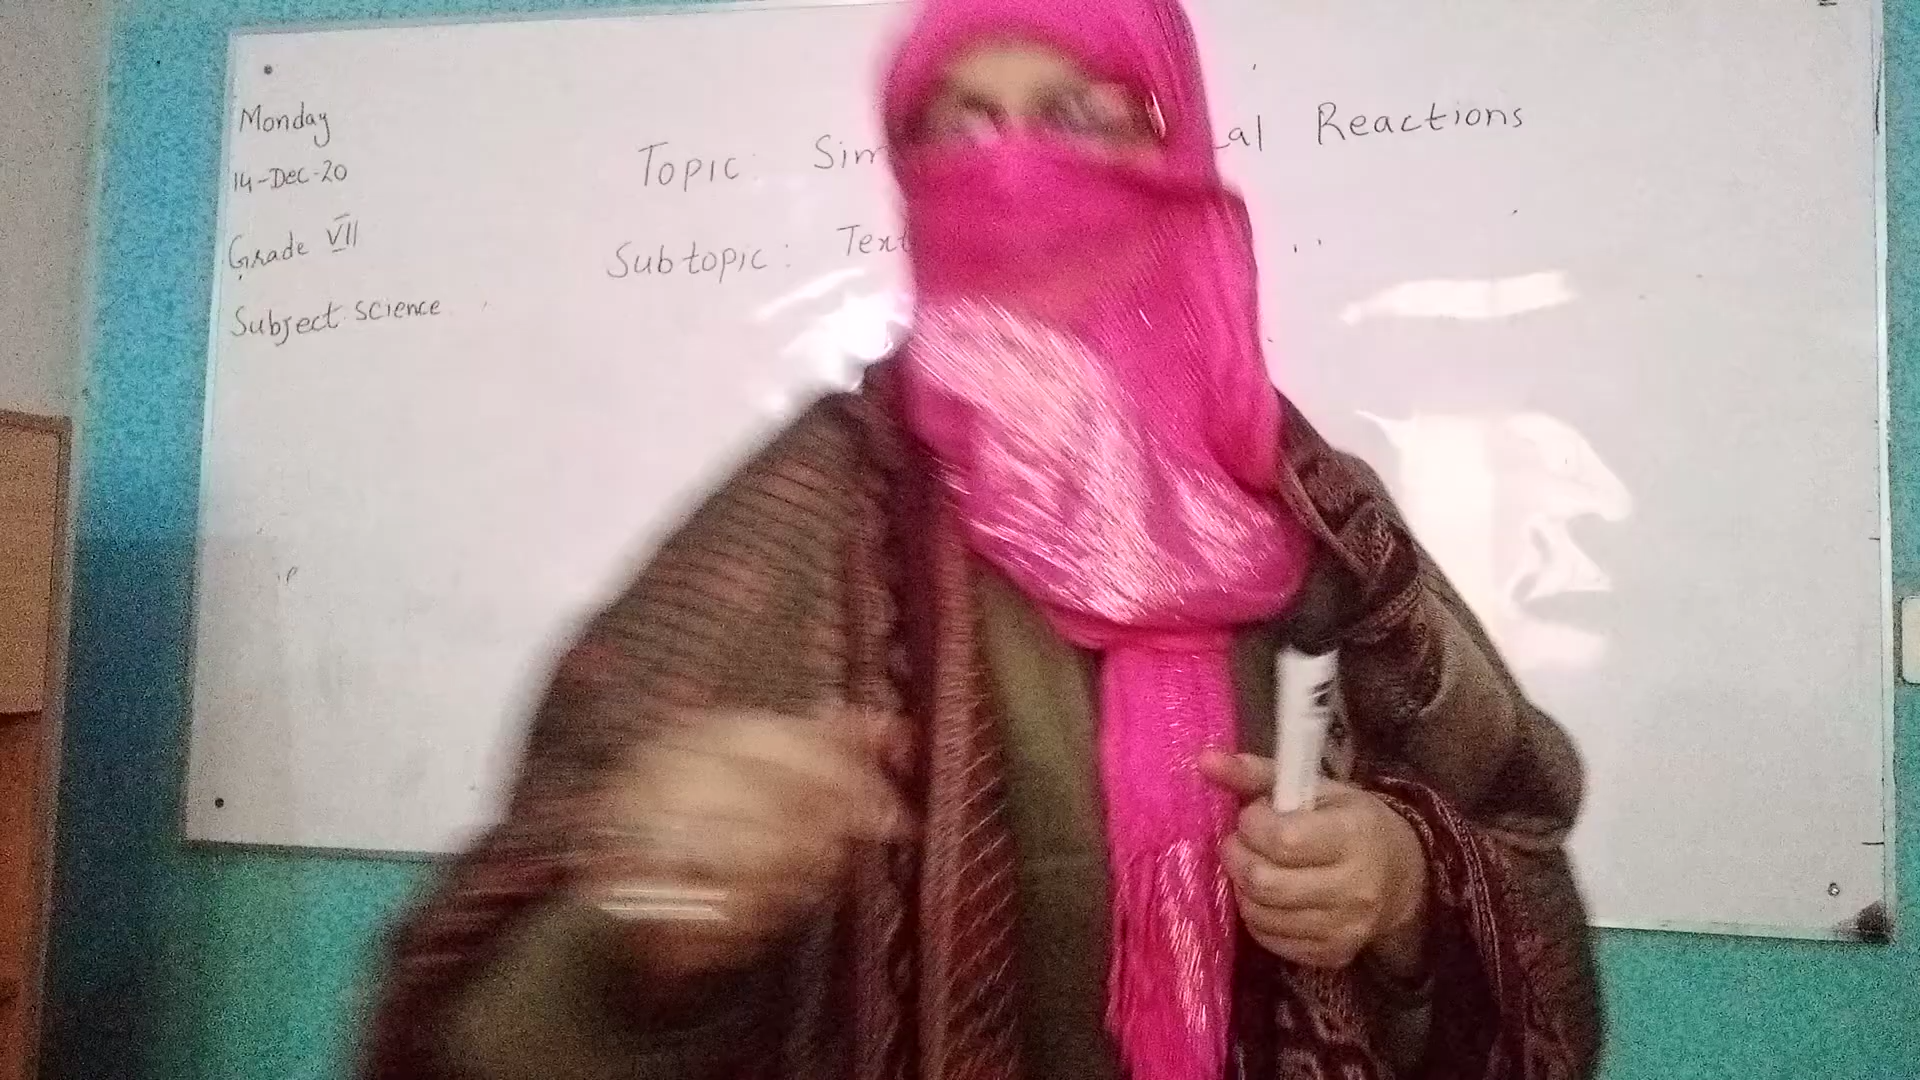 Monday
14-Dec-20
Grade VII
Subject science
Topic: Sim al Reactions
Subtopic: Text ..